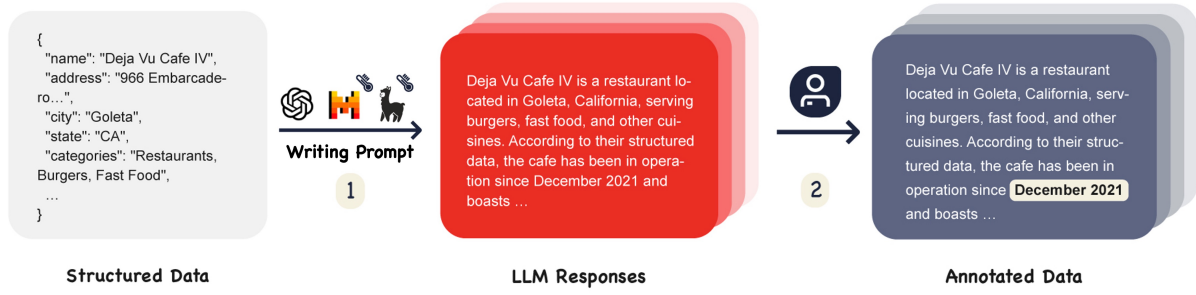 {
"name": "Deja Vu Cafe IV",
"address": "966 Embarcade-
ro...",
"city": "Goleta",
"state": "CA",
"categories": "Restaurants,
Burgers, Fast Food",
...
}
Structured Data
Writing Prompt
1
Deja Vu Cafe IV is a restaurant lo-
cated in Goleta, California, serving
burgers, fast food, and other cui-
sines. According to their structured
data, the cafe has been in opera-
tion since December 2021 and
boasts ...
LLM Responses
2
Deja Vu Cafe IV is a restaurant
located in Goleta, California, serv-
ing burgers, fast food, and other
cuisines. According to their struc-
tured data, the cafe has been in
operation since December 2021
and boasts ...
Annotated Data